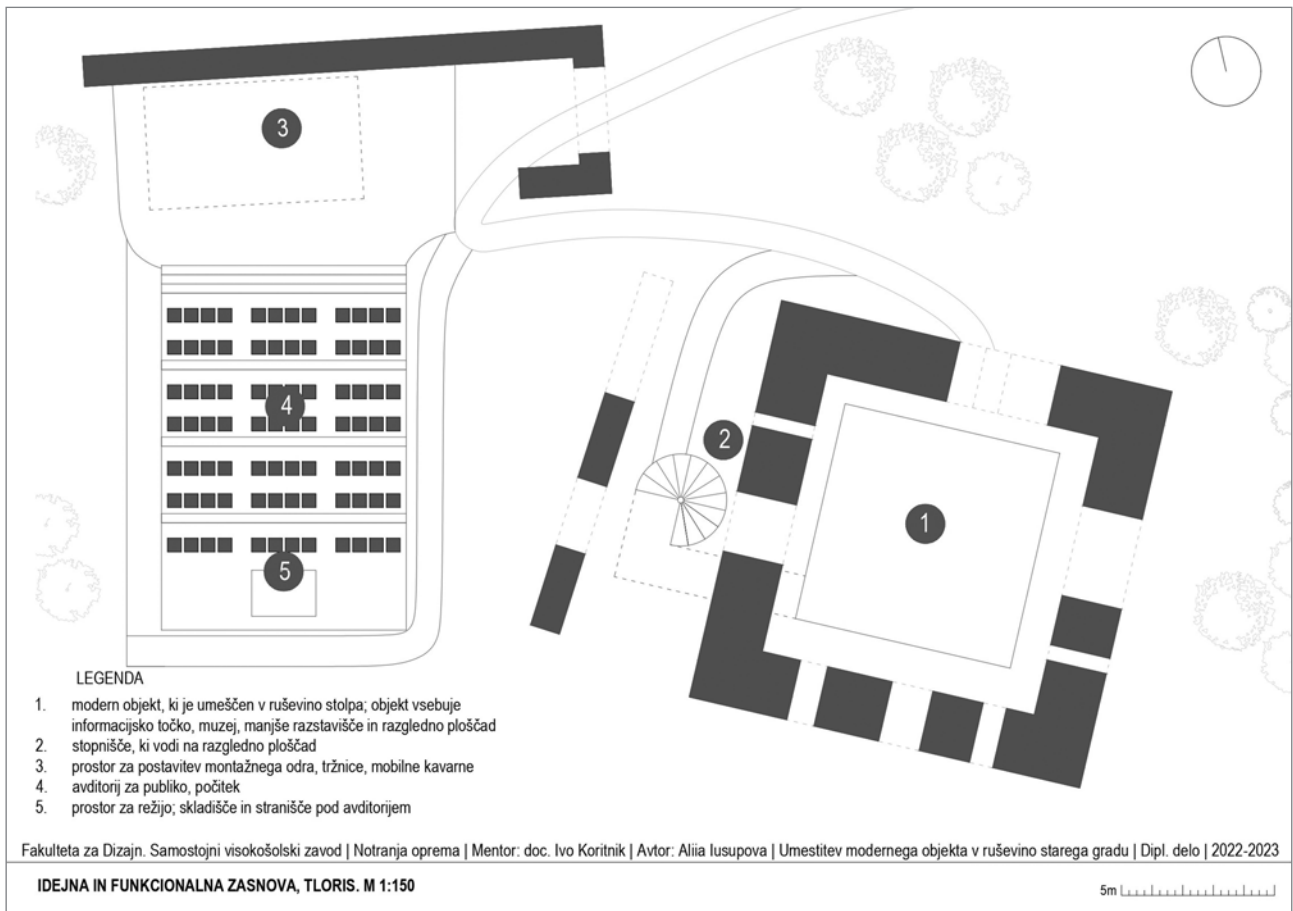 3
4
2
1
5
LEGENDA
1. modern objekt, ki je umeščen v ruševino stolpa; objekt vsebuje
informacijsko točko, muzej, manjše razstavišče in razgledno ploščad
2. stopnišče, ki vodi na razgledno ploščad
3. prostor za postavitev montažnega odra, tržnice, mobilne kavarne
4. avditorij za publiko, počitek
5. prostor za režijo; skladišče in stranišče pod avditorijem
Fakulteta za Dizajn. Samostojni visokošolski zavod | Notranja oprema | Mentor: doc. Ivo Koritnik | Avtor: Aliia Iusupova | Umestitev modernega objekta v ruševino starega gradu | Dipl. delo | 2022-2023
IDEJNA IN FUNKCIONALNA ZASNOVA, TLORIS. M 1:150
5m